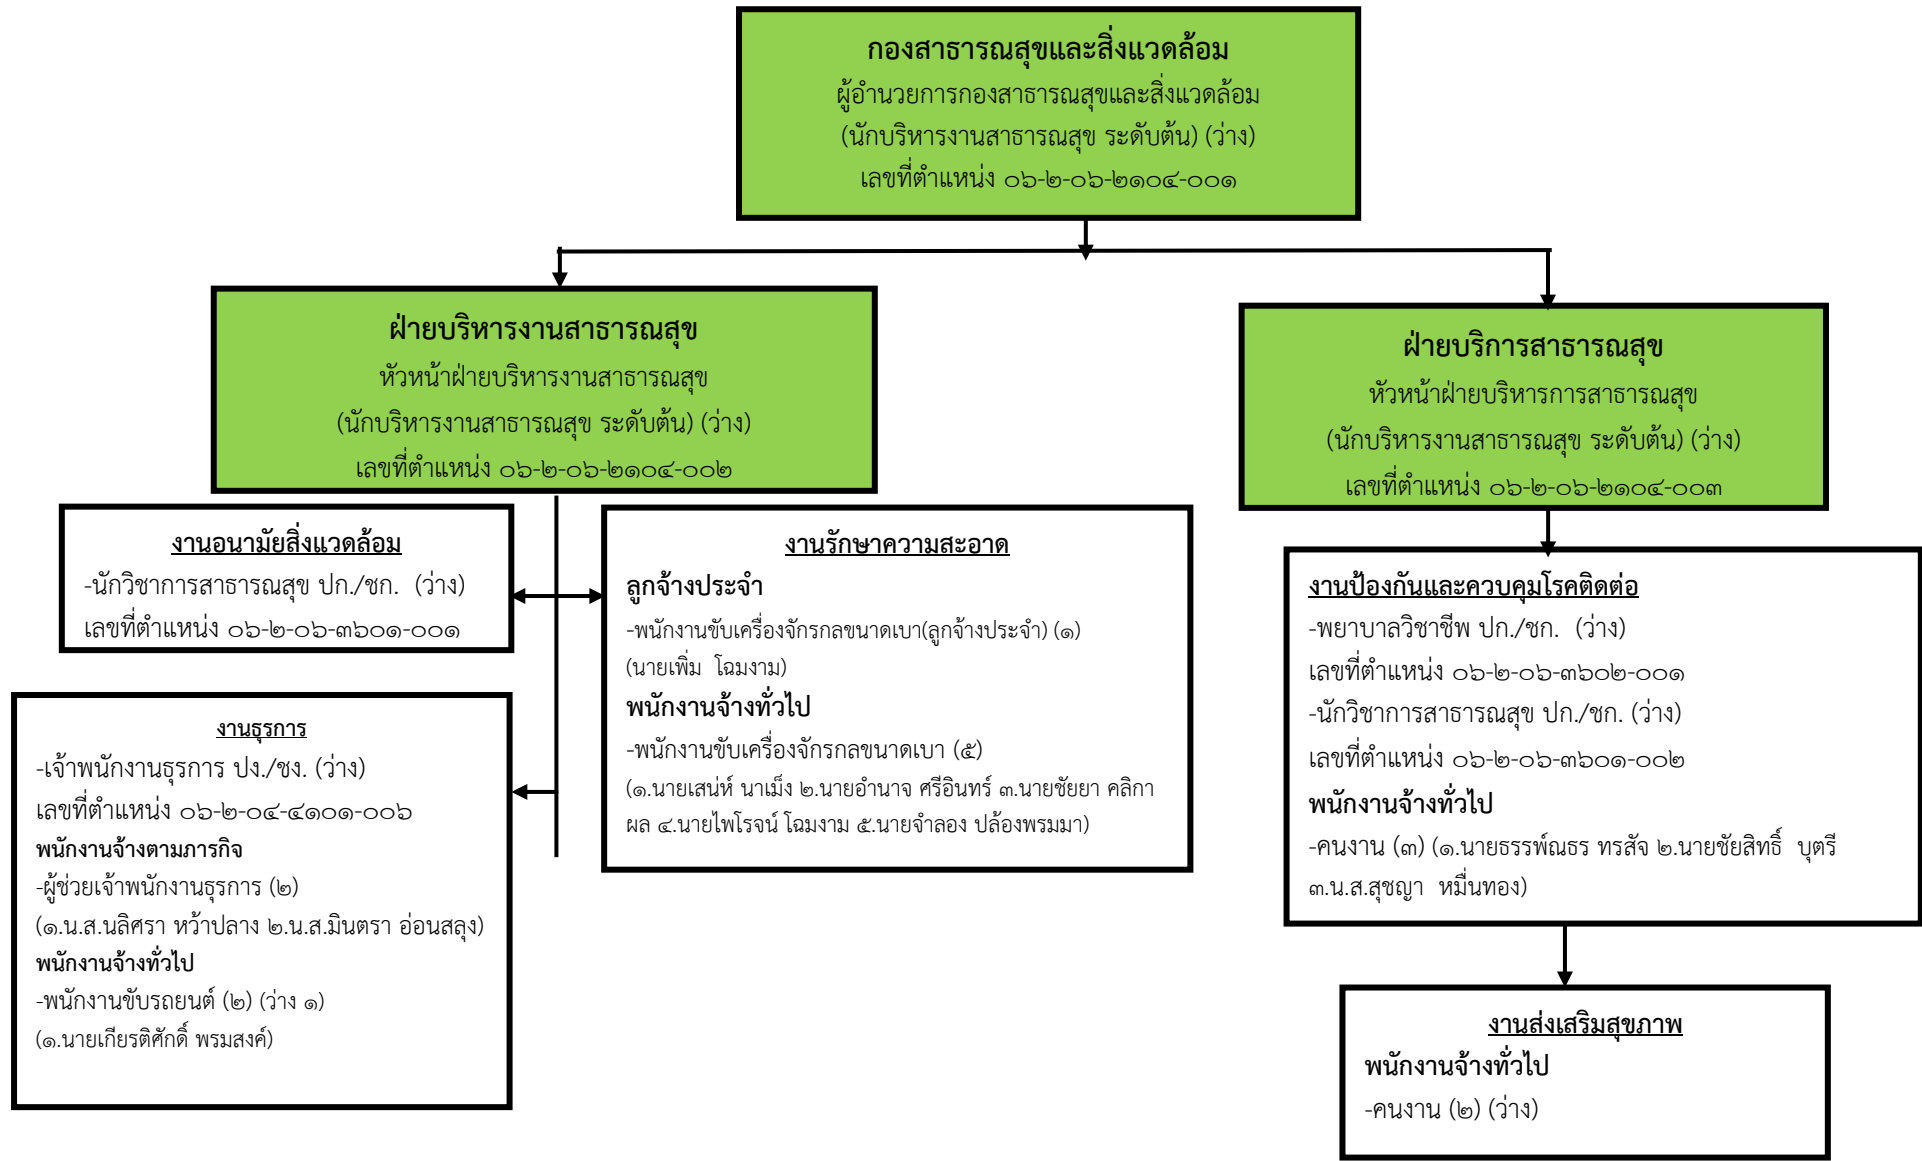 กองสาธารณสุขและสิ่งแวดล้อม
ผู้อำนวยการกองสาธารณสุขและสิ่งแวดล้อม
(นักบริหารงานสาธารณสุข ระดับต้น) (ว่าง)
เลขที่ตำแหน่ง ๐๖-๒-๐๖-๒๑๐๔-๐๐๑
ฝ่ายบริหารงานสาธารณสุข
หัวหน้าฝ่ายบริหารงานสาธารณสุข
(นักบริหารงานสาธารณสุข ระดับต้น) (ว่าง)
เลขที่ตำแหน่ง ๐๖-๒-๐๖-๒๑๐๔-๐๐๒
ฝ่ายบริการสาธารณสุข
หัวหน้าฝ่ายบริหารการสาธารณสุข
(นักบริหารงานสาธารณสุข ระดับต้น) (ว่าง)
เลขที่ตำแหน่ง ๐๖-๒-๐๖-๒๑๐๔-๐๐๓
งานอนามัยสิ่งแวดล้อม
-นักวิชาการสาธารณสุข ปก./ชก. (ว่าง)
เลขที่ตำแหน่ง ๐๖-๒-๐๖-๓๖๐๑-๐๐๑
งานธุรการ
-เจ้าพนักงานธุรการ ปง./ชง. (ว่าง)
เลขที่ตำแหน่ง ๐๖-๒-๐๔-๔๑๐๑-๐๐๖
พนักงานจ้างตามภารกิจ
-ผู้ช่วยเจ้าพนักงานธุรการ (๒)
(๑.น.ส.นลิศรา หว้าปลาง ๒.น.ส.มินตรา อ่อนสลุง)
พนักงานจ้างทั่วไป
-พนักงานขับรถยนต์ (๒) (ว่าง ๑)
(๑.นายเกียรติศักดิ์ พรมสงค์)
งานรักษาความสะอาด
ลูกจ้างประจำ
-พนักงานขับเครื่องจักรกลขนาดเบา(ลูกจ้างประจำ) (๑)
(นายเพิ่ม โฉมงาม)
พนักงานจ้างทั่วไป
-พนักงานขับเครื่องจักรกลขนาดเบา (๕)
(๑.นายเสน่ห์ นาเม็ง ๒.นายอำนาจ ศรีอินทร์ ๓.นายชัยยา คลิกา
ผล ๔.นายไพโรจน์ โฉมงาม ๕.นายจำลอง ปล้องพรมมา)
งานป้องกันและควบคุมโรคติดต่อ
-พยาบาลวิชาชีพ ปก./ชก. (ว่าง)
เลขที่ตำแหน่ง ๐๖-๒-๐๖-๓๖๐๒-๐๐๑
-นักวิชาการสาธารณสุข ปก./ชก. (ว่าง)
เลขที่ตำแหน่ง ๐๖-๒-๐๖-๓๖๐๑-๐๐๒
พนักงานจ้างทั่วไป
-คนงาน (๓) (๑.นายธรรพ์ณธร ทรสัจ ๒.นายชัยสิทธิ์ บุตรี
๓.น.ส.สุชญา หมื่นทอง)
งานส่งเสริมสุขภาพ
พนักงานจ้างทั่วไป
-คนงาน (๒) (ว่าง)